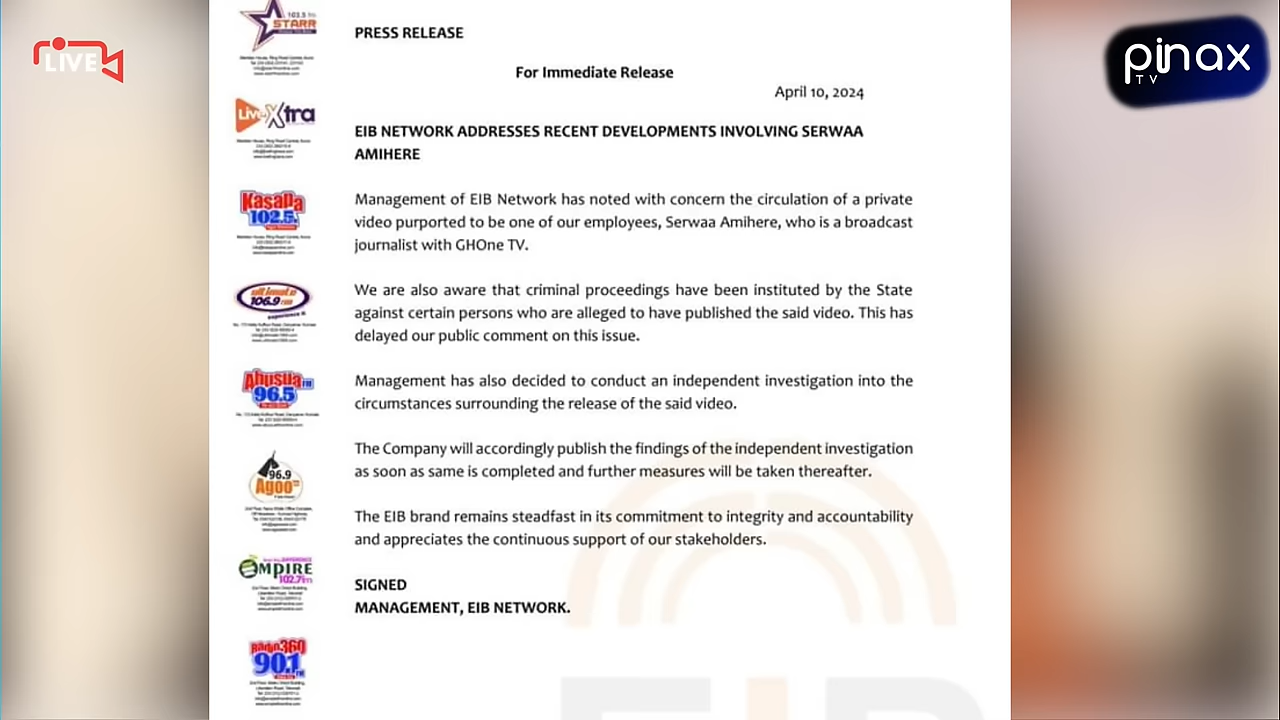 LIVE
pinax
TV
103.5 fm
STARR
Live Xtra
Kasapa
102.5
ultimate
106.9 FM
Abusua FM
96.5
96.9
Agoo
EMPIRE
102.7fm
Radio360
90.1 FM
PRESS RELEASE
For Immediate Release
April 10, 2024
EIB NETWORK ADDRESSES RECENT DEVELOPMENTS INVOLVING SERWAA
AMIHERE
Management of EIB Network has noted with concern the circulation of a private
video purported to be one of our employees, Serwaa Amihere, who is a broadcast
journalist with GHOne TV.
We are also aware that criminal proceedings have been instituted by the State
against certain persons who are alleged to have published the said video. This has
delayed our public comment on this issue.
Management has also decided to conduct an independent investigation into the
circumstances surrounding the release of the said video.
The Company will accordingly publish the findings of the independent investigation
as soon as same is completed and further measures will be taken thereafter.
The EIB brand remains steadfast in its commitment to integrity and accountability
and appreciates the continuous support of our stakeholders.
SIGNED
MANAGEMENT, EIB NETWORK.
EIB